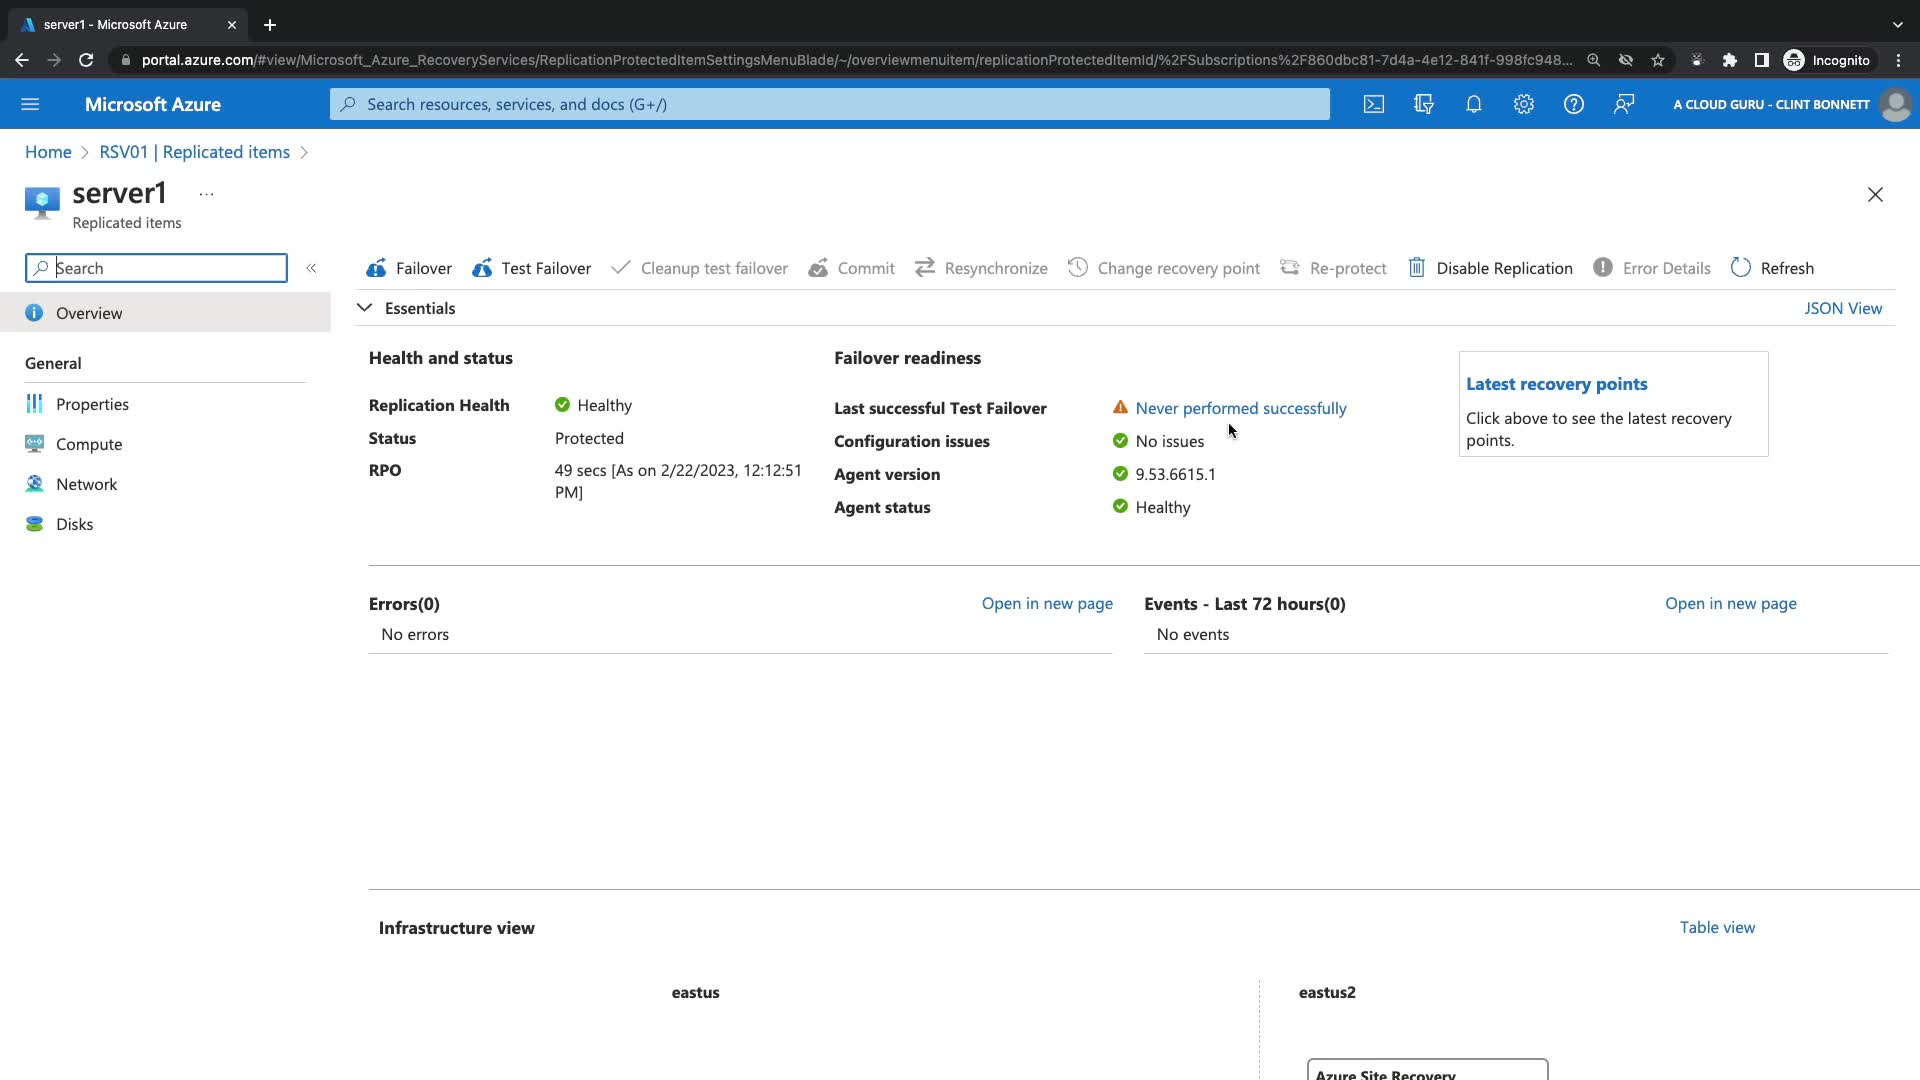 server1 - Microsoft Azure
portal.azure.com/#view/Microsoft_Azure_RecoveryServices/ReplicationProtectedItemSettingsMenuBlade/~/overviewmenuitem/replicationProtectedItemId/%2FSubscriptions%2F860dbc81-7d4a-4e12-841f-998fc948...
Incognito
Microsoft Azure
Search resources, services, and docs (G+/)
A CLOUD GURU - CLINT BONNETT
Home > RSV01 | Replicated items >
server1 ...
Replicated items
Search
«
Failover
Test Failover
Cleanup test failover
Commit
Resynchronize
Change recovery point
Re-protect
Disable Replication
Error Details
Refresh
Overview
General
Properties
Compute
Network
Disks
Essentials
JSON View
Health and status
Replication Health Healthy
Status Protected
RPO 49 secs [As on 2/22/2023, 12:12:51
PM]
Failover readiness
Last successful Test Failover Never performed successfully
Configuration issues No issues
Agent version 9.53.6615.1
Agent status Healthy
Latest recovery points
Click above to see the latest recovery
points.
Errors(0)
Open in new page
No errors
Events - Last 72 hours(0)
Open in new page
No events
Infrastructure view
Table view
eastus
eastus2
Azure Site Recovery